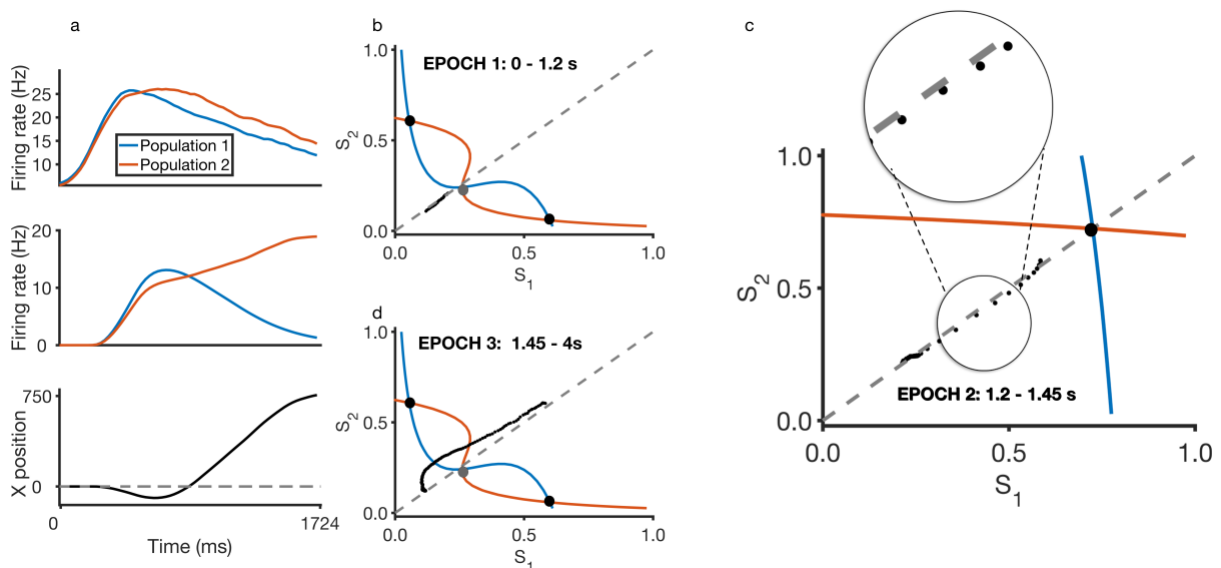 a
Firing rate (Hz)
25
20
15
10
Population 1
Population 2
Firing rate (Hz)
20
10
0
X position
750
0
0
1724
Time (ms)
b
EPOCH 1: 0 - 1.2 s
S2
1.0
0.5
0.0
0.0
0.5
1.0
S1
d
EPOCH 3: 1.45 - 4s
S2
1.0
0.5
0.0
0.0
0.5
1.0
S1
c
EPOCH 2: 1.2 - 1.45 s
S2
1.0
0.5
0.0
0.0
0.5
1.0
S1